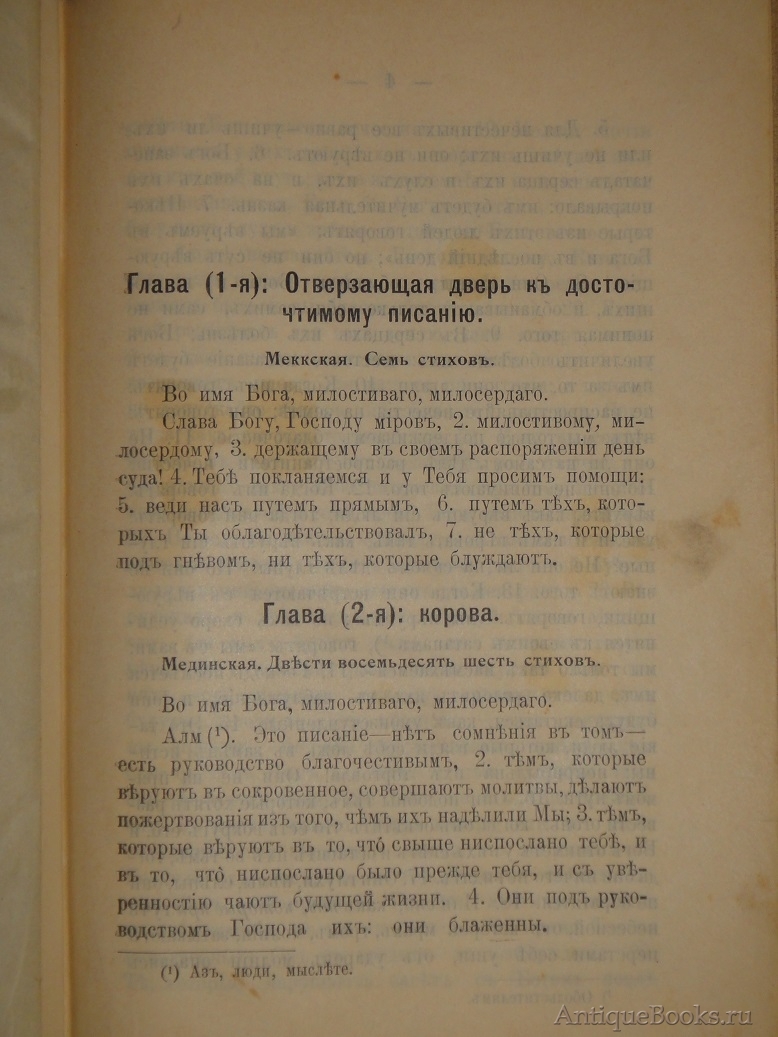 Глава (1-я): Отверзающая дверь къ досто-
чтимому писанію.
Меккская. Семь стиховъ.
Во имя Бога, милостиваго, милосердаго.
Слава Богу, Господу міровъ, 2. милостивому, ми-
лосердому, 3. держащему въ своемъ распоряженіи день
суда! 4. Тебѣ покланяемся и у Тебя просимъ помощи:
5. веди насъ путемъ прямымъ, 6. путемъ тѣхъ, кото-
рыхъ Ты облагодѣтельствовалъ, 7. не тѣхъ, которые
подъ гнѣвомъ, ни тѣхъ, которые блуждаютъ.
Глава (2-я): корова.
Мединская. Двѣсти восемьдесятъ шесть стиховъ.
Во имя Бога, милостиваго, милосердаго.
Алм (¹). Это писаніе—нѣтъ сомнѣнія въ томъ—
есть руководство благочестивымъ, 2. тѣмъ, которые
вѣруютъ въ сокровенное, совершаютъ молитвы, дѣлаютъ
пожертвованія изъ того, чѣмъ ихъ надѣлили Мы; 3. тѣмъ,
которые вѣруютъ въ то, что́ свыше ниспослано тебѣ, и
въ то, что́ ниспослано было прежде тебя, и съ увѣ-
ренностію чаютъ будущей жизни. 4. Они подъ руко-
водствомъ Господа ихъ: они блаженны.
(¹) Азъ, люди, мыслѣте.
AntiqueBooks.ru